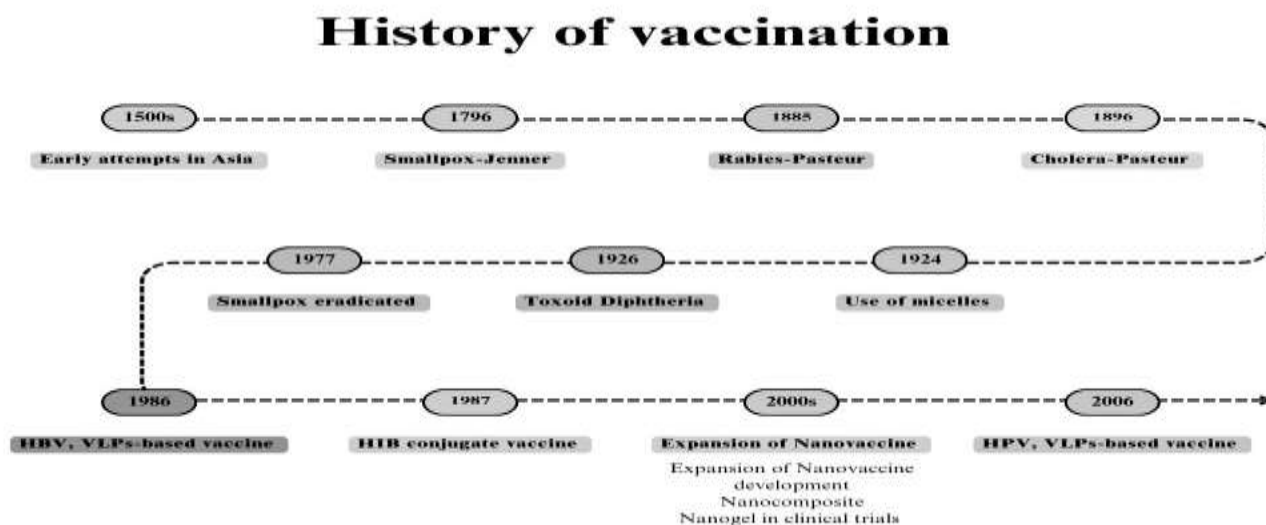 History of vaccination
1500s
1796
1885
1896
Early attempts in Asia
Smallpox-Jenner
Rabies-Pasteur
Cholera-Pasteur
1924
1926
1977
Use of micelles
Toxoid Diphtheria
Smallpox eradicated
1986
1987
2000s
2006
HBV, VLPs-based vaccine
HIB conjugate vaccine
Expansion of Nanovaccine
HPV, VLPs-based vaccine
Expansion of Nanovaccine
development
Nanocomposite
Nanogel in clinical trials